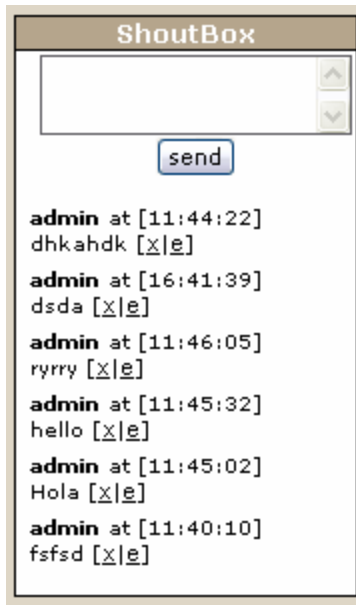 ShoutBox
send
admin at [11:44:22]
dhkahdk [x|e]
admin at [16:41:39]
dsda [x|e]
admin at [11:46:05]
ryrry [x|e]
admin at [11:45:32]
hello [x|e]
admin at [11:45:02]
Hola [x|e]
admin at [11:40:10]
fsfsd [x|e]